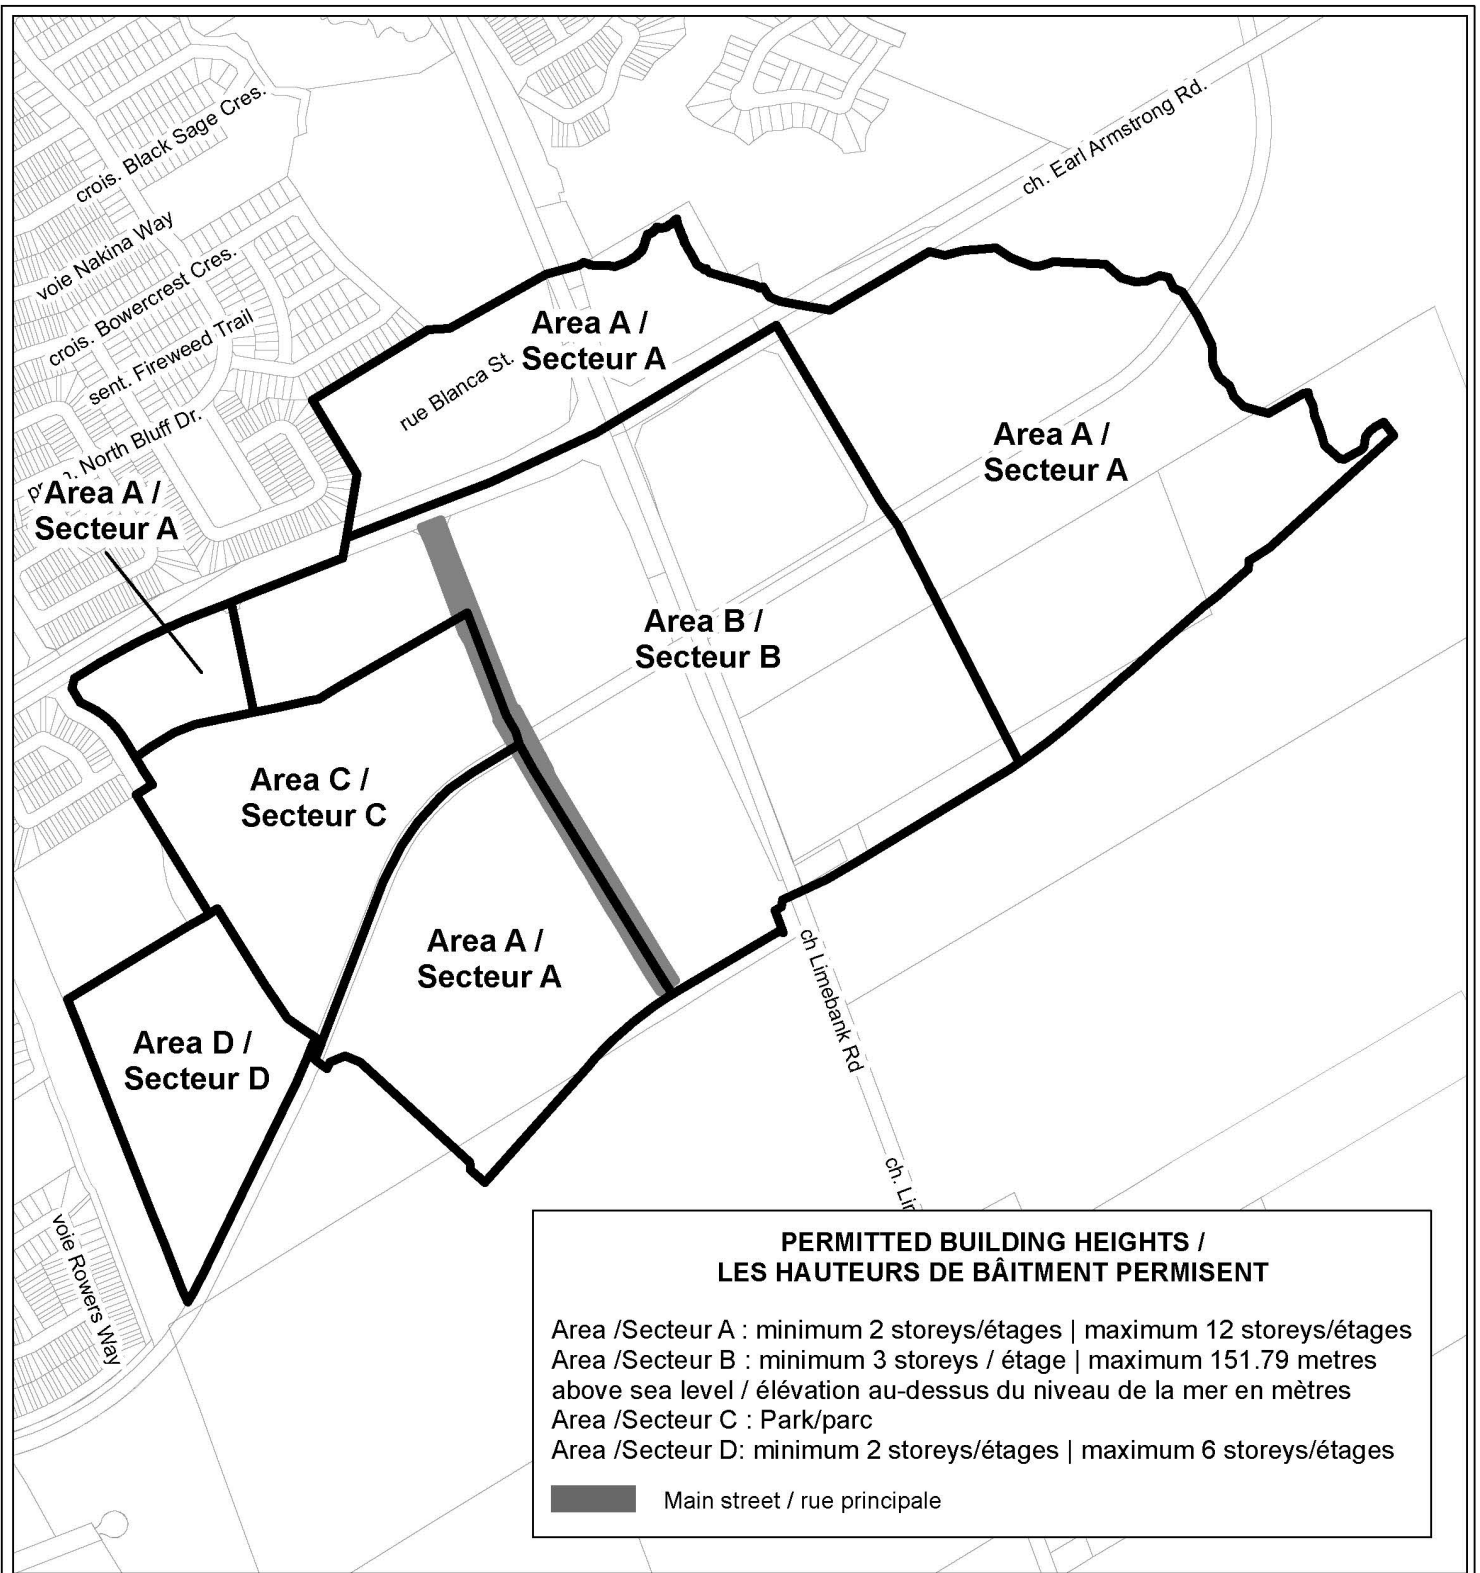 crois. Black Sage Cres.
ch. Earl Armstrong Rd.
voie Nakina Way
crois. Bowercrest Cres.
sent. Fireweed Trail
Area A /
Secteur A
rue Blanca St.
North Bluff Dr.
Area A /
Secteur A
Area A /
Secteur A
Area B /
Secteur B
Area C /
Secteur C
Area A /
Secteur A
ch Limebank Rd
Area D /
Secteur D
ch.
voie Rowers Way
PERMITTED BUILDING HEIGHTS /
LES HAUTEURS DE BÂITMENT PERMISENT
Area /Secteur A : minimum 2 storeys/étages | maximum 12 storeys/étages
Area /Secteur B : minimum 3 storeys / étage | maximum 151.79 metres
above sea level / élévation au-dessus du niveau de la mer en mètres
Area /Secteur C : Park/parc
Area /Secteur D: minimum 2 storeys/étages | maximum 6 storeys/étages
Main street / rue principale